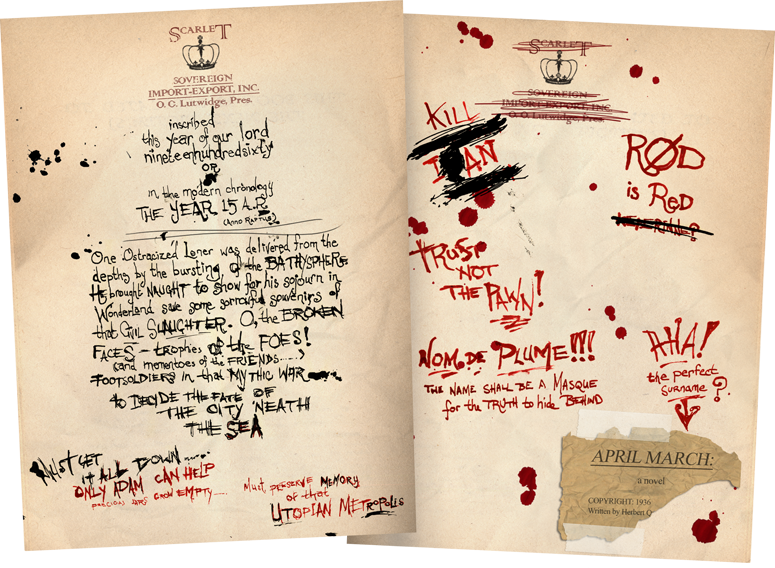 SCARLET
SOVEREIGN
IMPORT-EXPORT, INC.
O. C. Lutwidge, Pres.
inscribed
this year of our lord
nineteenhundredsixty
OR
in the modern chronology
THE YEAR 15 A.R.
(ANNO RAPTUS)
One Ostracized Loner was delivered from the
depths by the bursting of the BATHYSPHERE
He brought NAUGHT to show for his sojourn in
Wonderland save some sorrowful souvenirs of
that CIVIL SLAUGHTER. O, the BROKEN
FACES - trophies of the FOES!
(and mementoes of the FRIENDS.....,
FOOTSOLDIERS in that MYTHIC WAR
to DECIDE THE FATE OF
THE CITY 'NEATH
THE SEA
MUST GET
IT ALL DOWN....
ONLY ADAM CAN HELP
precious jars grow EMPTY.....
Must preserve MEMORY
of that
UTOPIAN METROPOLIS
SCARLET
SOVEREIGN
IMPORT-EXPORT, INC.
O. C. Lutwidge, Pres.
KILL
AN
RØD
is Red
TRUST
NOT
THE PAWN!
NOM DE PLUME!!!
THE NAME SHALL BE A MASQUE
for the TRUTH to hide BEHIND
AHA!
the perfect
surname?
APRIL MARCH:
a novel
COPYRIGHT: 1936
Written by Herbert Q